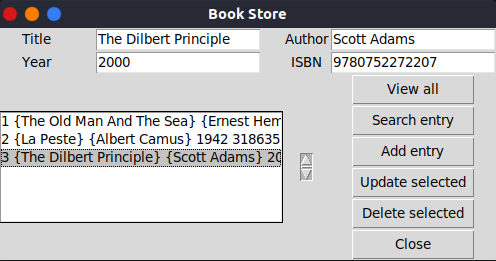 Book Store
Title The Dilbert Principle Author Scott Adams
Year 2000 ISBN 9780752272207
View all
1 {The Old Man And The Sea} {Ernest Hem
Search entry
2 {La Peste} {Albert Camus} 1942 318635
Add entry
3 {The Dilbert Principle} {Scott Adams} 20
Update selected
Delete selected
Close